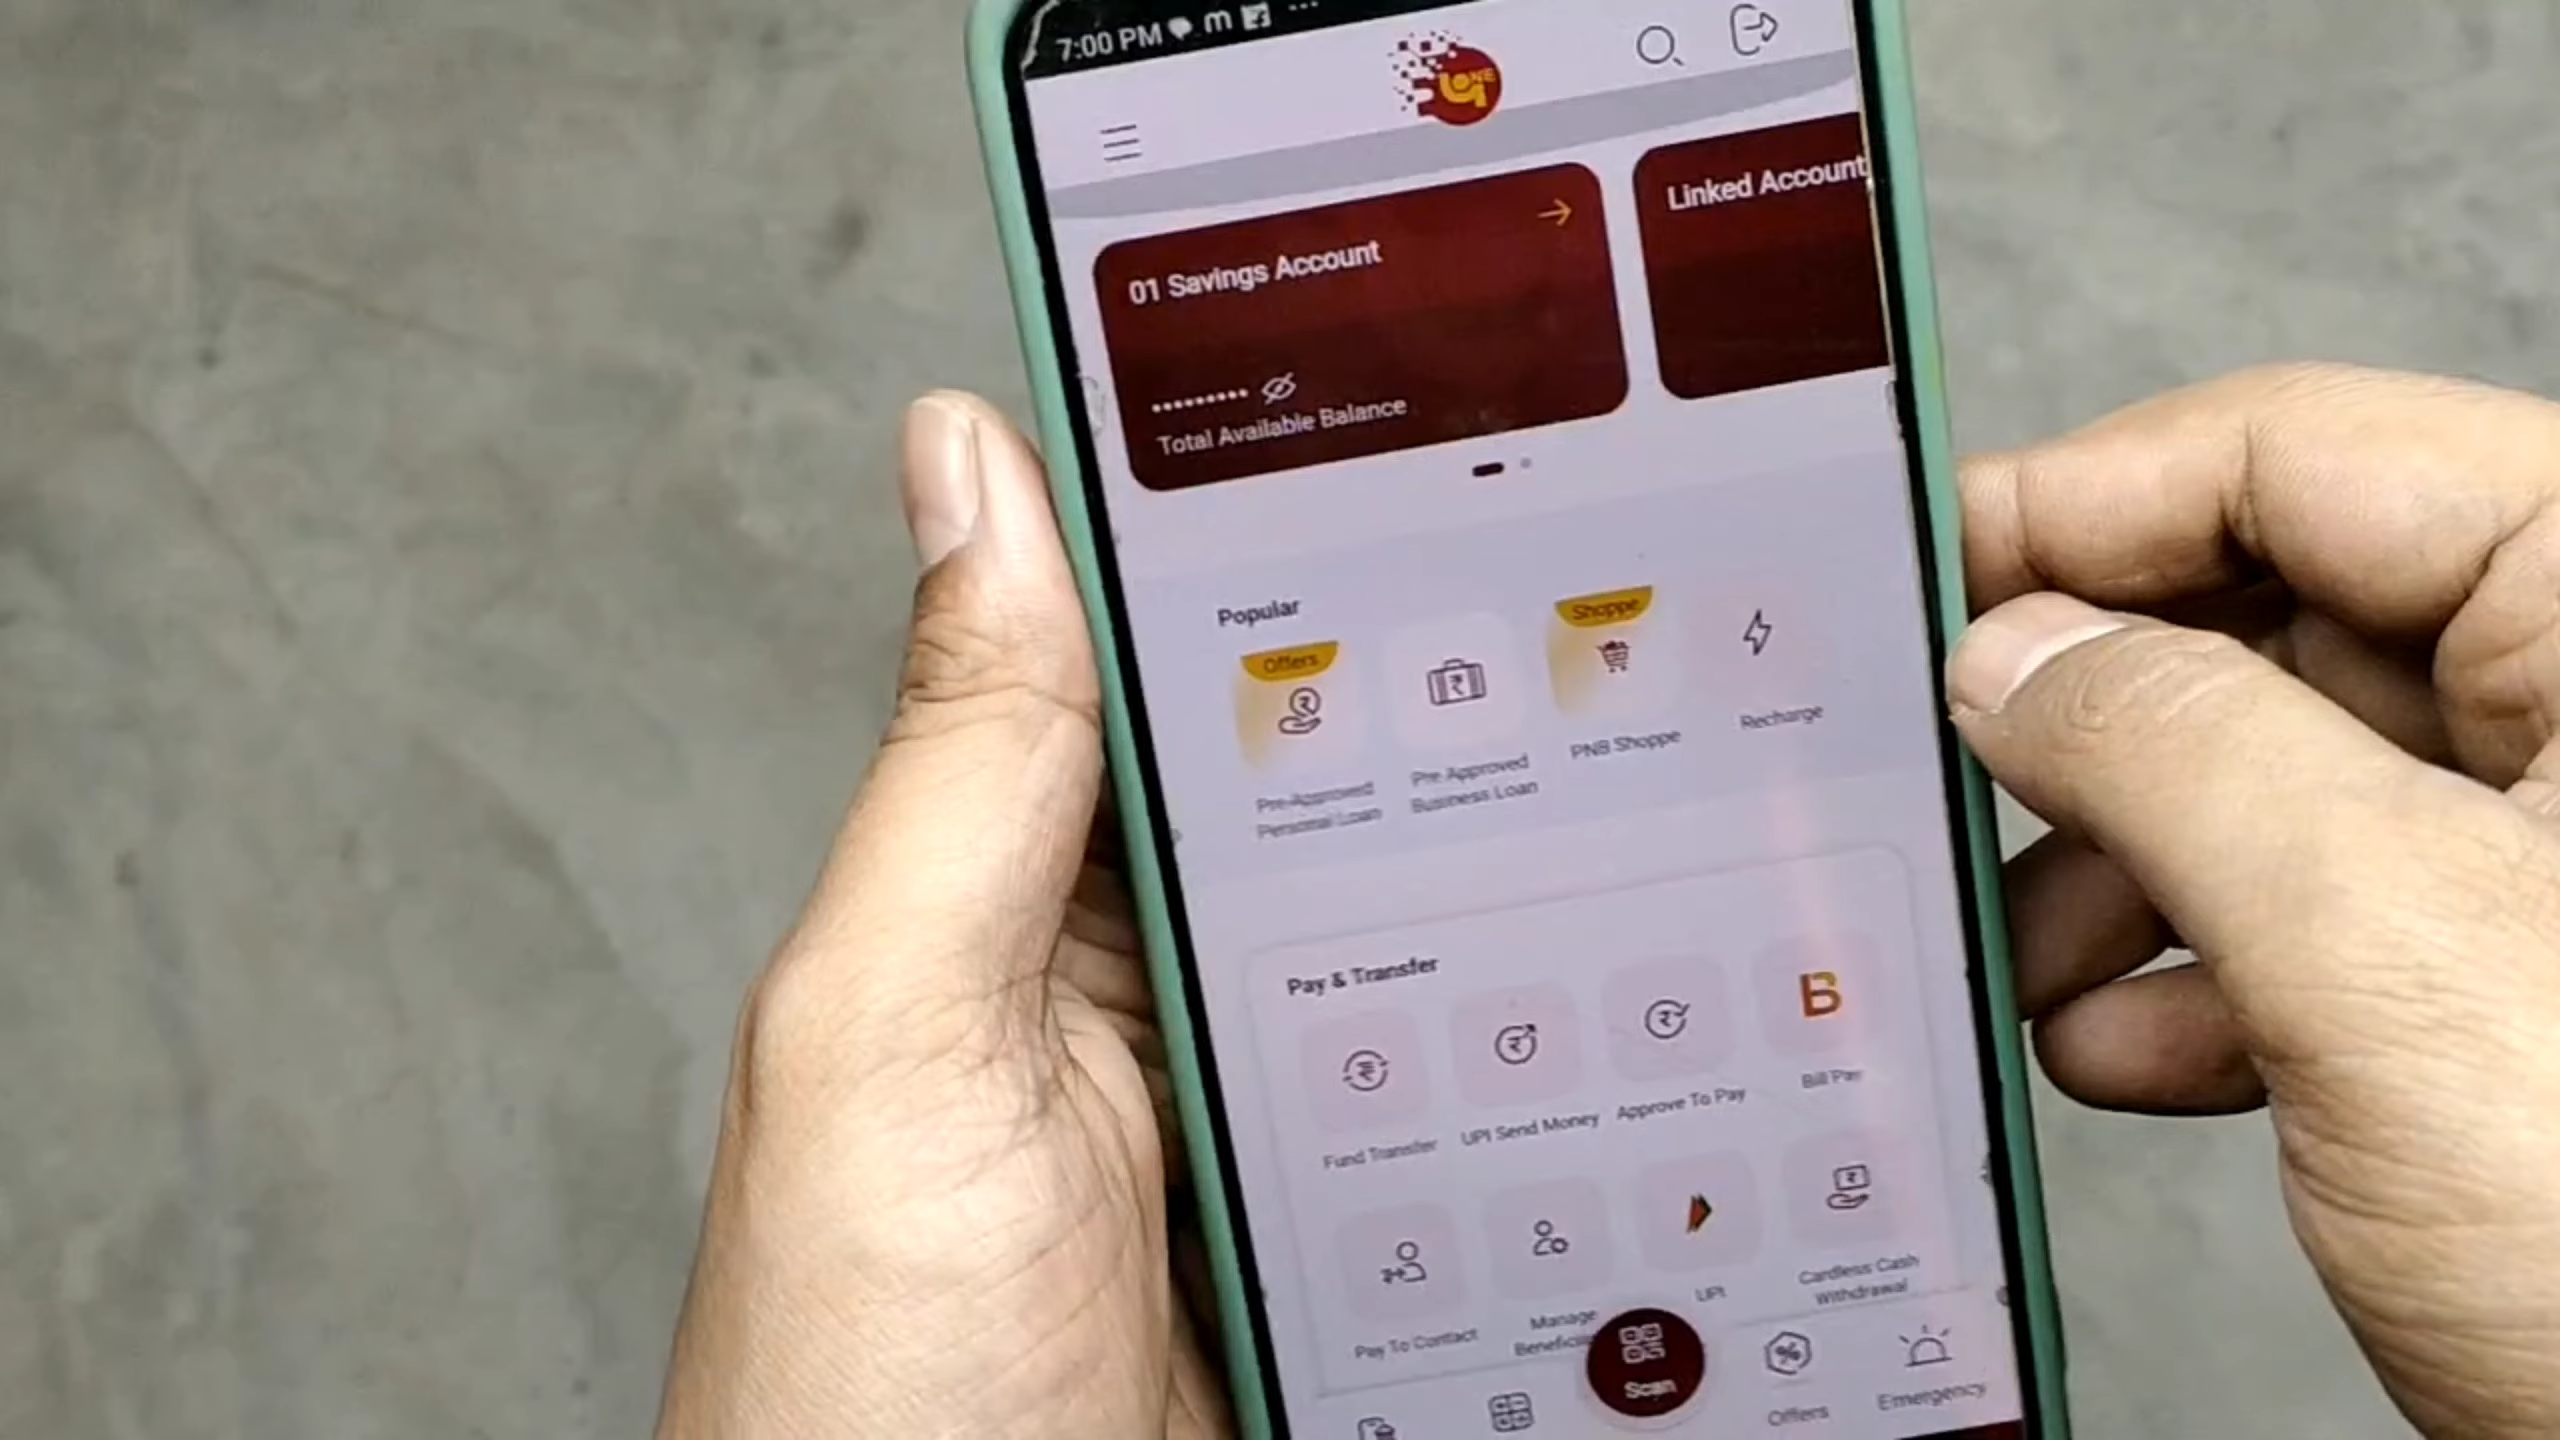 7:00 PM
ONE
01 Savings Account
Linked Account
Total Available Balance
Popular
Offers
Shoppe
Pre-Approved
Personal Loan
Pre-Approved
Business Loan
PNB Shoppe
Recharge
Pay & Transfer
Fund Transfer
UPI Send Money
Approve To Pay
Bill Pay
Pay To Contact
Manage
UPI
Cardless Cash
Withdrawal
Scan
Offers
Emergency